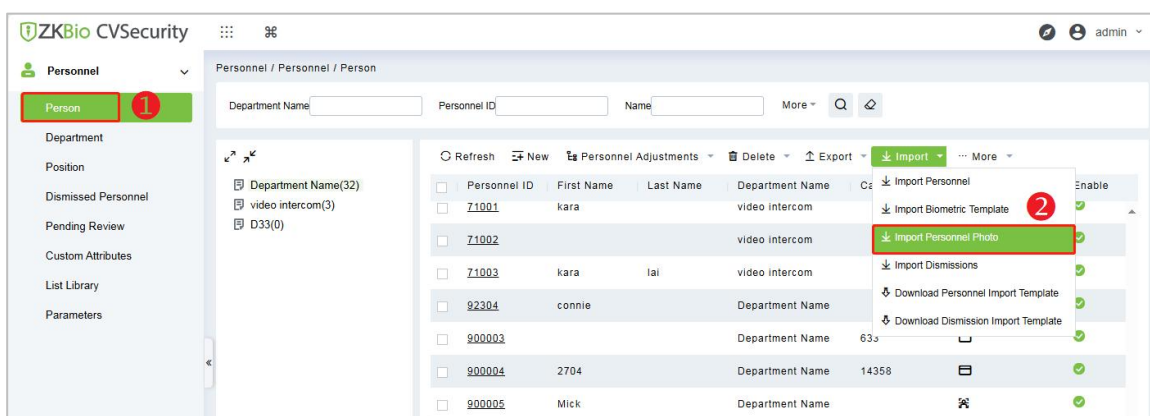 ZKBio CVSecurity
admin
Personnel
Personnel / Personnel / Person
Person
1
Department Name
Personnel ID
Name
More
Department
Position
Dismissed Personnel
Pending Review
Custom Attributes
List Library
Parameters
Department Name(32)
video intercom(3)
D33(0)
Refresh New Personnel Adjustments Delete Export Import More
Personnel ID First Name Last Name Department Name Ca Enable
71001 kara video intercom
71002 video intercom
71003 kara lai video intercom
92304 connie Department Name
900003 Department Name 633
900004 2704 Department Name 14358
900005 Mick Department Name
Import Personnel
Import Biometric Template
2
Import Personnel Photo
Import Dismissions
Download Personnel Import Template
Download Dismission Import Template